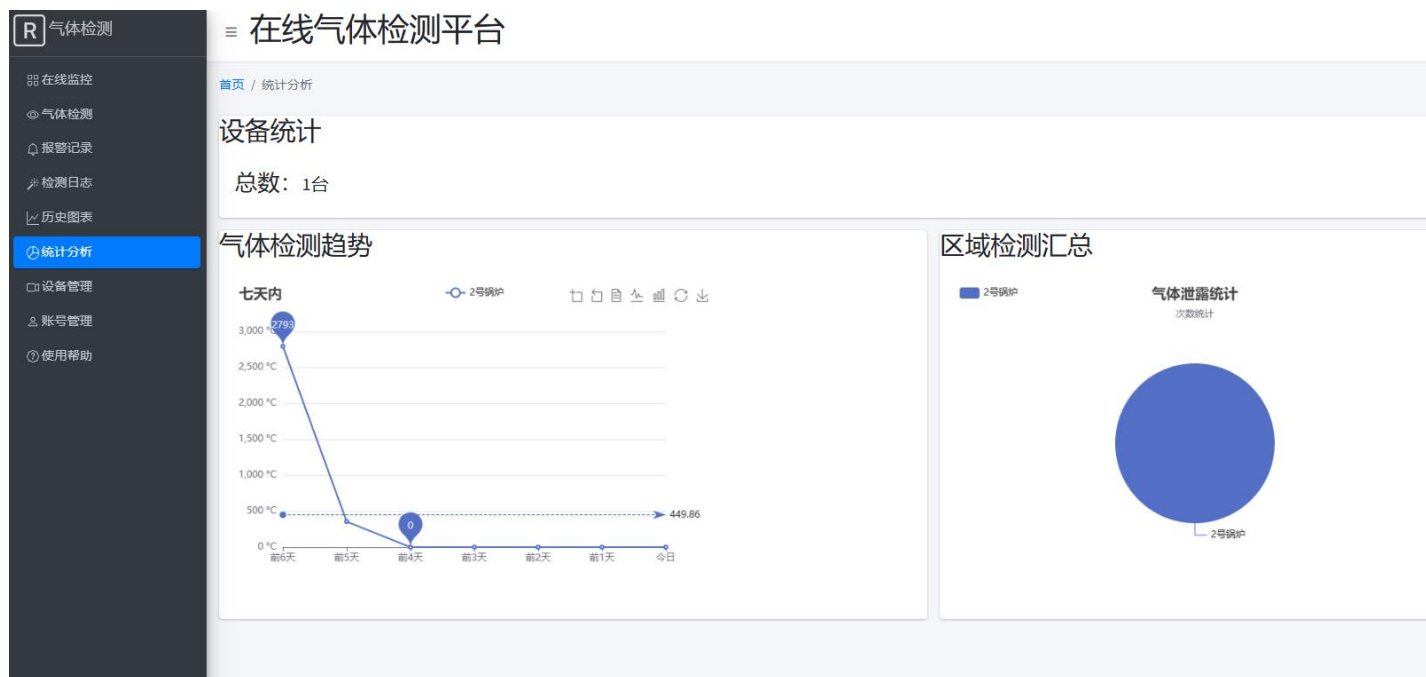 R 气体检测
在线监控
气体检测
报警记录
检测日志
历史图表
统计分析
设备管理
账号管理
使用帮助
≡ 在线气体检测平台
首页 / 统计分析
设备统计
总数：1台
气体检测趋势
七天内
2号锅炉
2793
3,000 °C
2,500 °C
2,000 °C
1,500 °C
1,000 °C
500 °C
449.86
0
0 °C
前6天 前5天 前4天 前3天 前2天 前1天 今日
区域检测汇总
2号锅炉
气体泄露统计
次数统计
2号锅炉